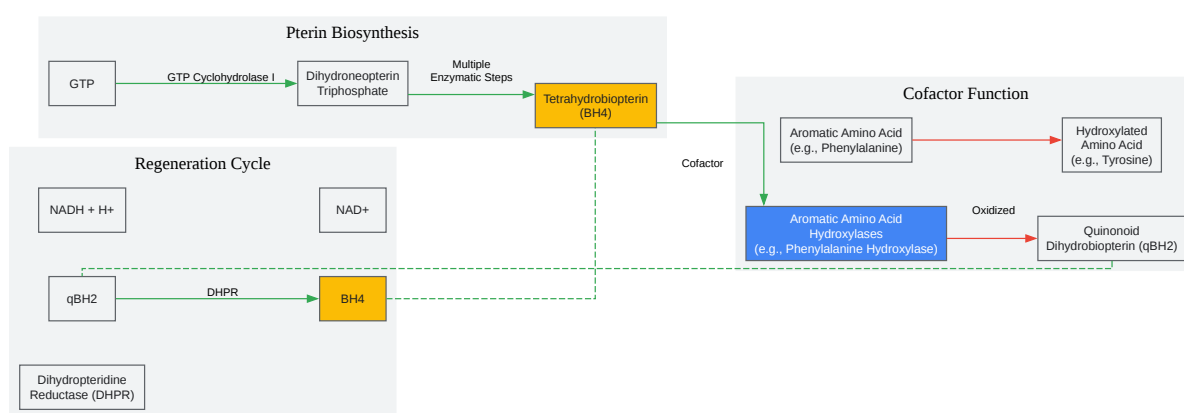 Pterin Biosynthesis
GTP
GTP Cyclohydrolase I
Dihydroneopterin
Triphosphate
Multiple
Enzymatic Steps
Tetrahydrobiopterin
(BH4)
Cofactor
Cofactor Function
Aromatic Amino Acid
(e.g., Phenylalanine)
Hydroxylated
Amino Acid
(e.g., Tyrosine)
Aromatic Amino Acid
Hydroxylases
(e.g., Phenylalanine Hydroxylase)
Oxidized
Quinonoid
Dihydrobiopterin (qBH2)
Regeneration Cycle
NADH + H+
NAD+
qBH2
DHPR
BH4
Dihydropteridine
Reductase (DHPR)